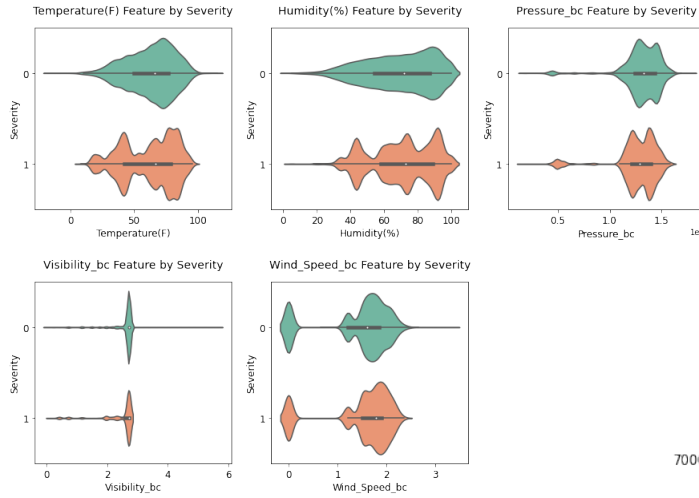 Temperature(F) Feature by Severity
Humidity(%) Feature by Severity
Pressure_bc Feature by Severity
Severity
0
1
0
50
100
Temperature(F)
Severity
0
1
0
20
40
60
80
100
Humidity(%)
Severity
0
1
0.5
1.0
1.5
1e
Pressure_bc
Visibility_bc Feature by Severity
Wind_Speed_bc Feature by Severity
Severity
0
1
0
2
4
6
Visibility_bc
Severity
0
1
0
1
2
3
Wind_Speed_bc